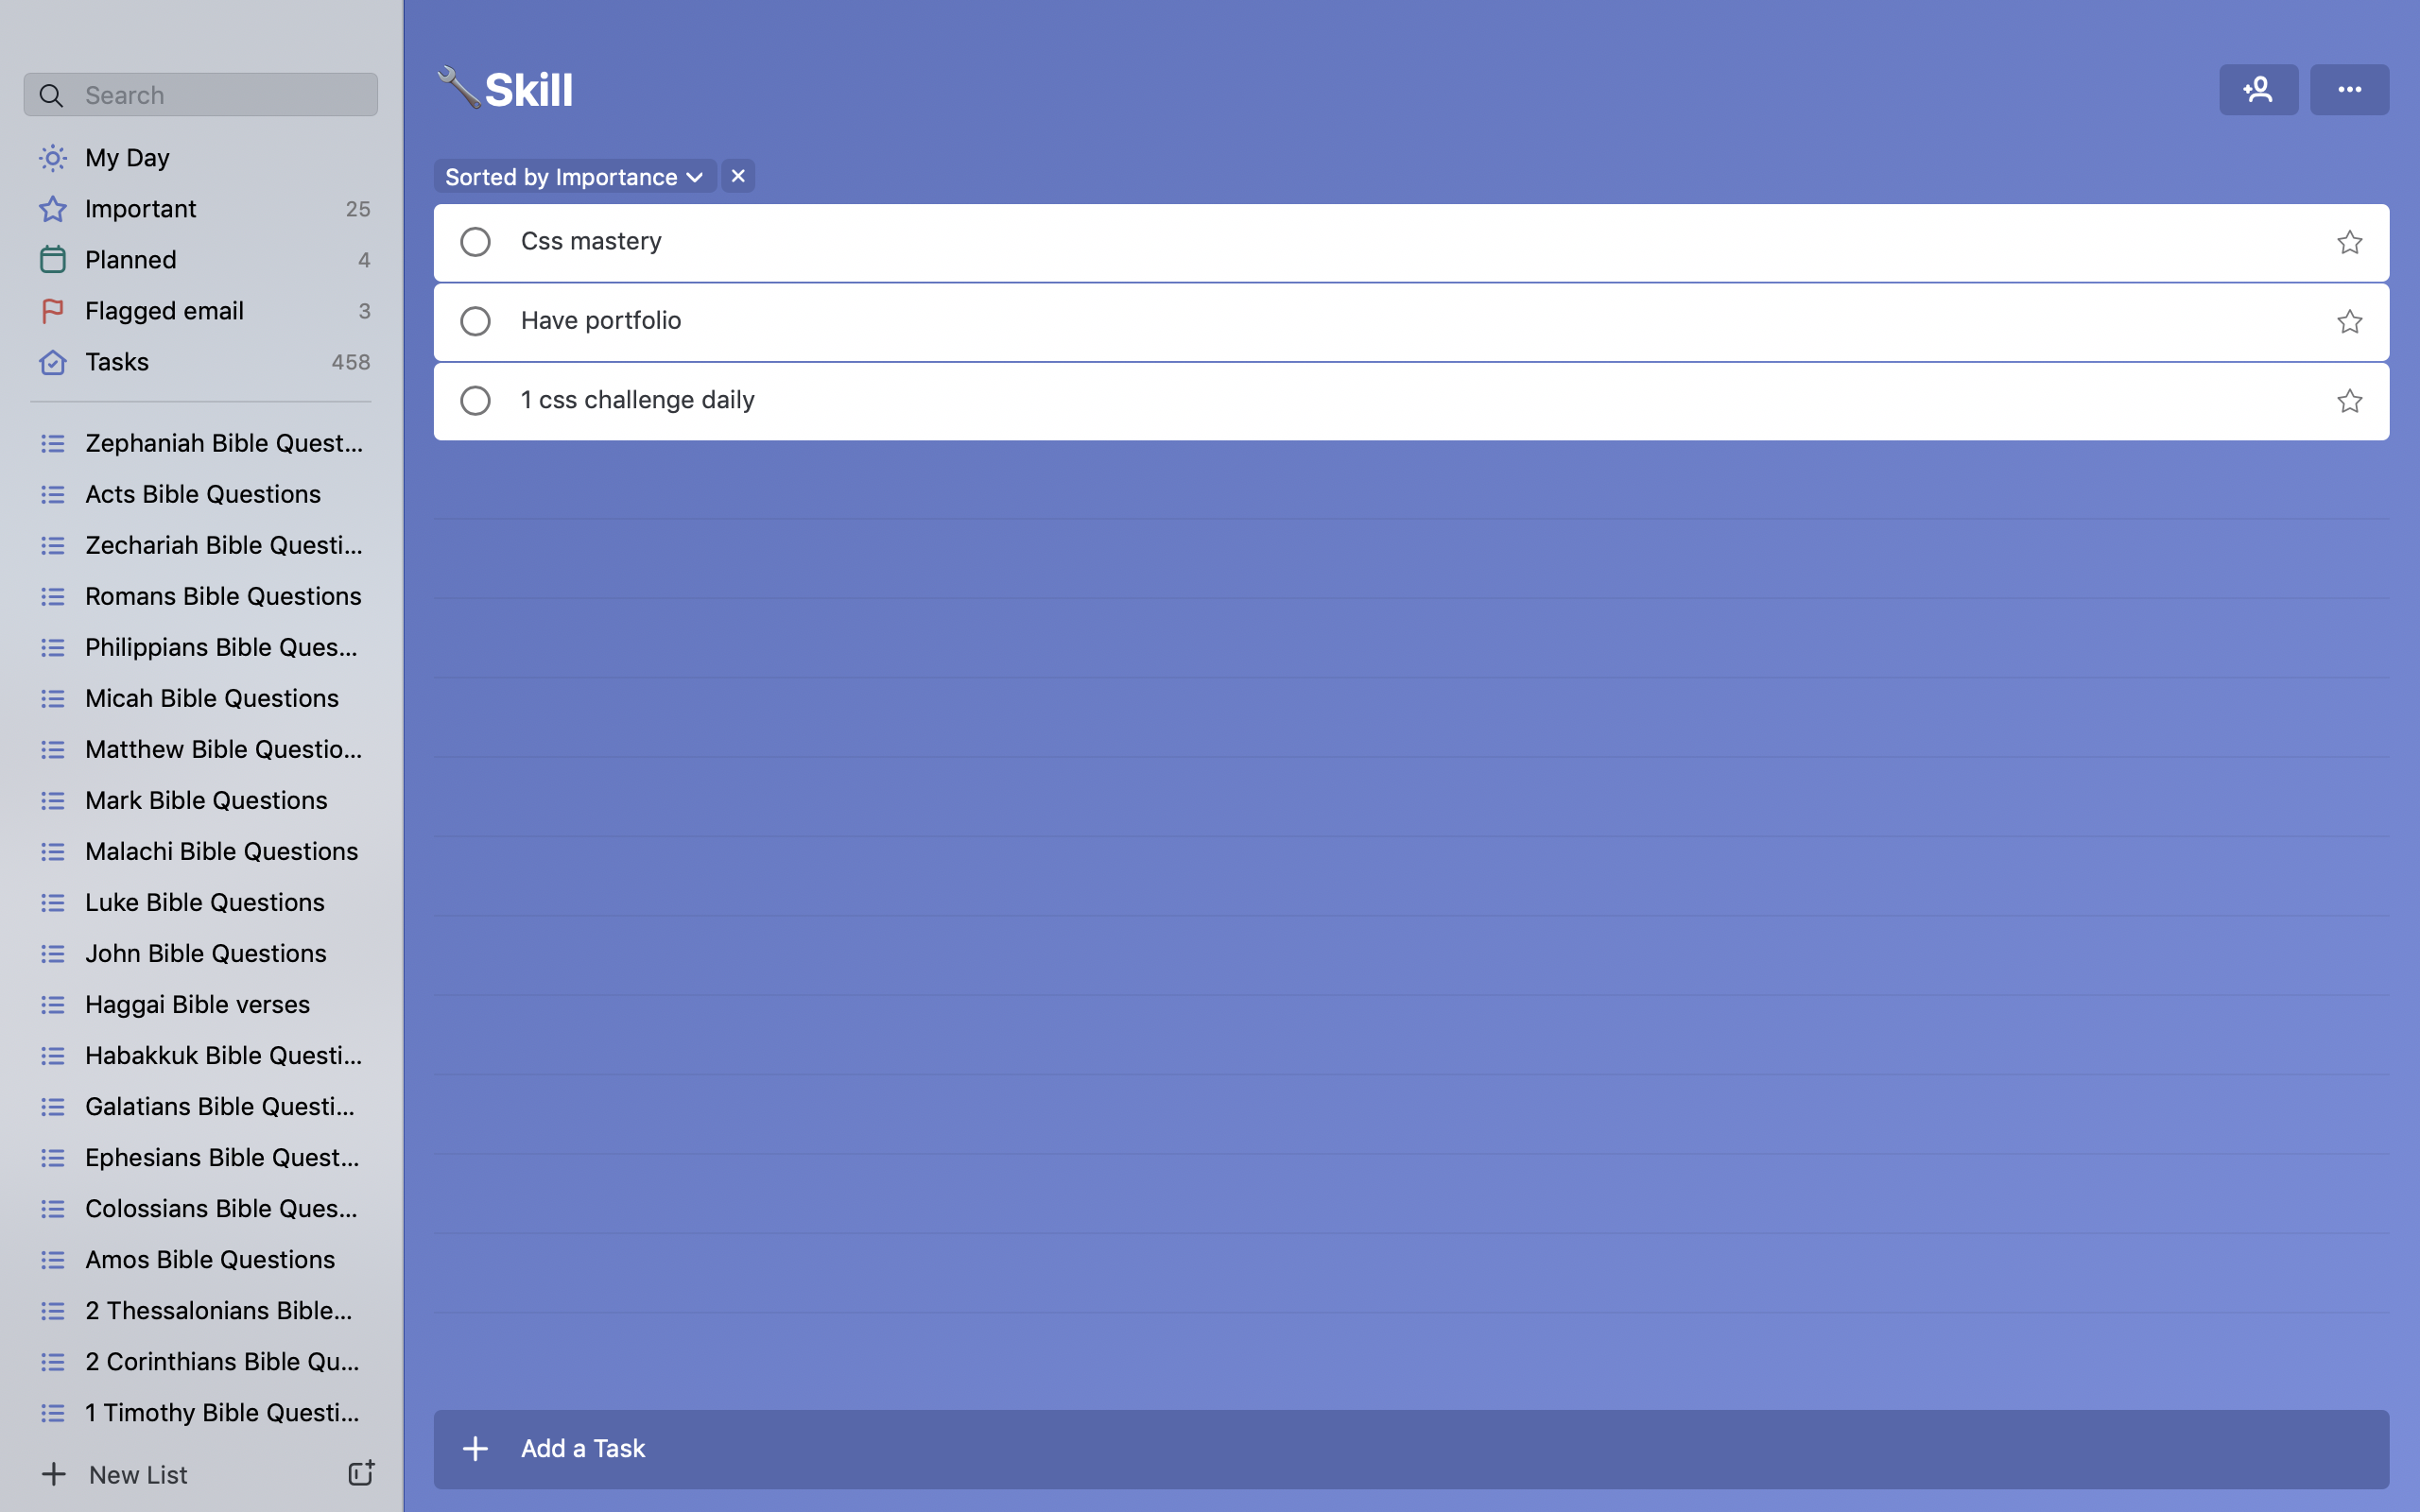 Search
My Day
Important 25
Planned 4
Flagged email 3
Tasks 458
Zephaniah Bible Quest...
Acts Bible Questions
Zechariah Bible Questi...
Romans Bible Questions
Philippians Bible Ques...
Micah Bible Questions
Matthew Bible Questio...
Mark Bible Questions
Malachi Bible Questions
Luke Bible Questions
John Bible Questions
Haggai Bible verses
Habakkuk Bible Questi...
Galatians Bible Questi...
Ephesians Bible Quest...
Colossians Bible Ques...
Amos Bible Questions
2 Thessalonians Bible...
2 Corinthians Bible Qu...
1 Timothy Bible Questi...
New List
Skill
Sorted by Importance
Css mastery
Have portfolio
1 css challenge daily
Add a Task